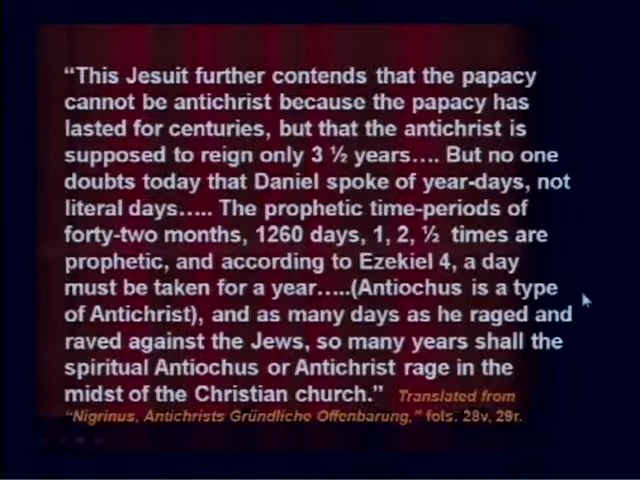 “This Jesuit further contends that the papacy
cannot be antichrist because the papacy has
lasted for centuries, but that the antichrist is
supposed to reign only 3 ½ years…. But no one
doubts today that Daniel spoke of year-days, not
literal days….. The prophetic time-periods of
forty-two months, 1260 days, 1, 2, ½ times are
prophetic, and according to Ezekiel 4, a day
must be taken for a year…..(Antiochus is a type
of Antichrist), and as many days as he raged and
raved against the Jews, so many years shall the
spiritual Antiochus or Antichrist rage in the
midst of the Christian church.” Translated from
“Nigrinus, Antichrists Gründliche Offenbarung,” fols. 28v, 29r.